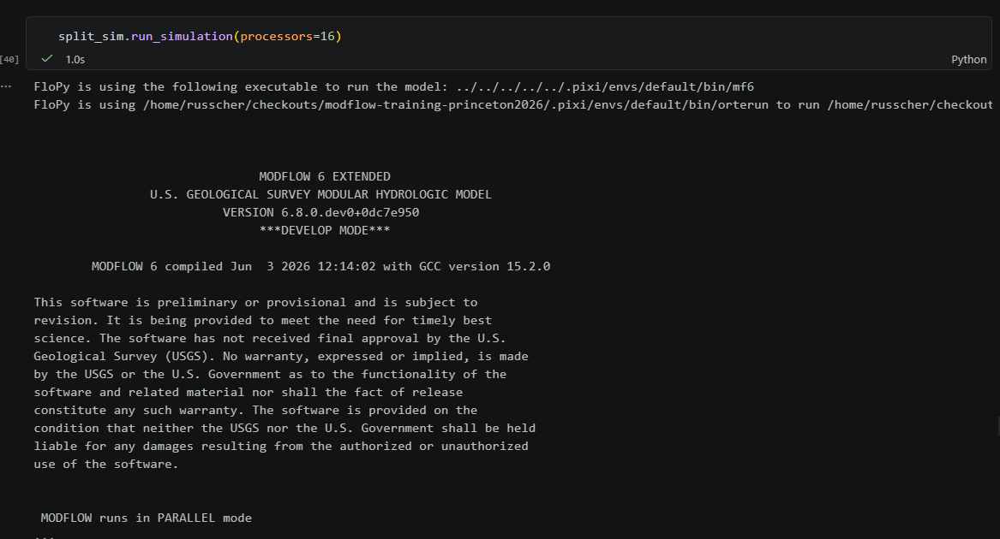 split_sim.run_simulation(processors=16)
[40]
1.0s
Python
...
FloPy is using the following executable to run the model: ../../../../../.pixi/envs/default/bin/mf6
FloPy is using /home/russcher/checkouts/modflow-training-princeton2026/.pixi/envs/default/bin/orterun to run /home/russcher/checkout
MODFLOW 6 EXTENDED
U.S. GEOLOGICAL SURVEY MODULAR HYDROLOGIC MODEL
VERSION 6.8.0.dev0+0dc7e950
***DEVELOP MODE***
MODFLOW 6 compiled Jun  3 2026 12:14:02 with GCC version 15.2.0
This software is preliminary or provisional and is subject to
revision. It is being provided to meet the need for timely best
science. The software has not received final approval by the U.S.
Geological Survey (USGS). No warranty, expressed or implied, is made
by the USGS or the U.S. Government as to the functionality of the
software and related material nor shall the fact of release
constitute any such warranty. The software is provided on the
condition that neither the USGS nor the U.S. Government shall be held
liable for any damages resulting from the authorized or unauthorized
use of the software.
MODFLOW runs in PARALLEL mode
...